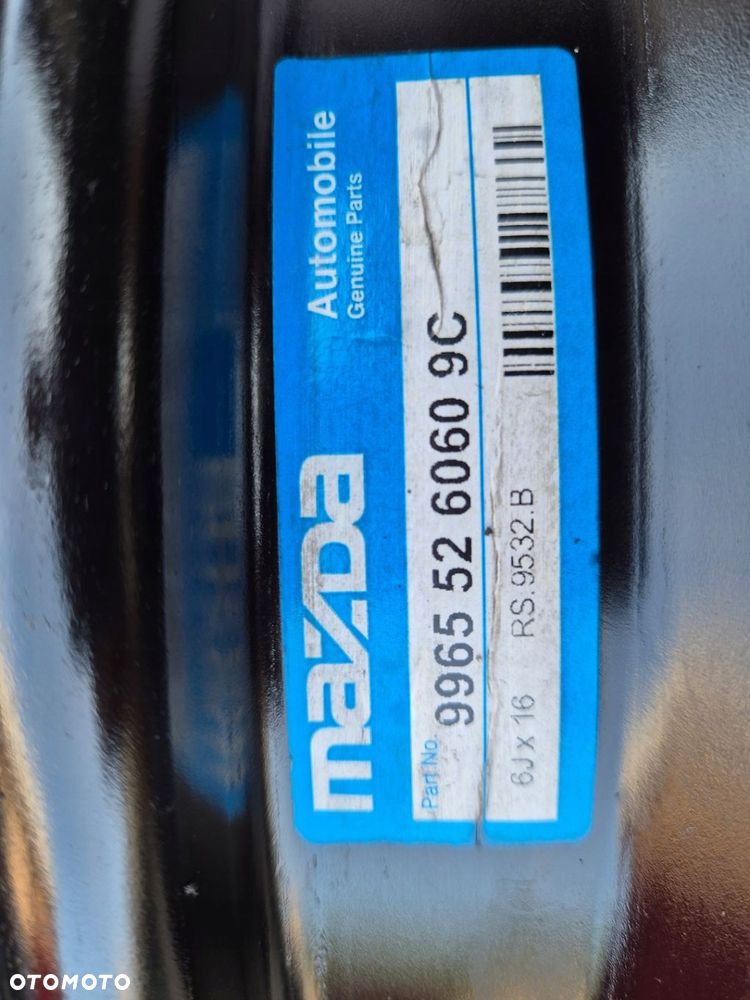 mazda
Automobile
Genuine Parts
Part No. 9965 52 6060 9C
6J x 16 RS.9532.B
OTOMOTO